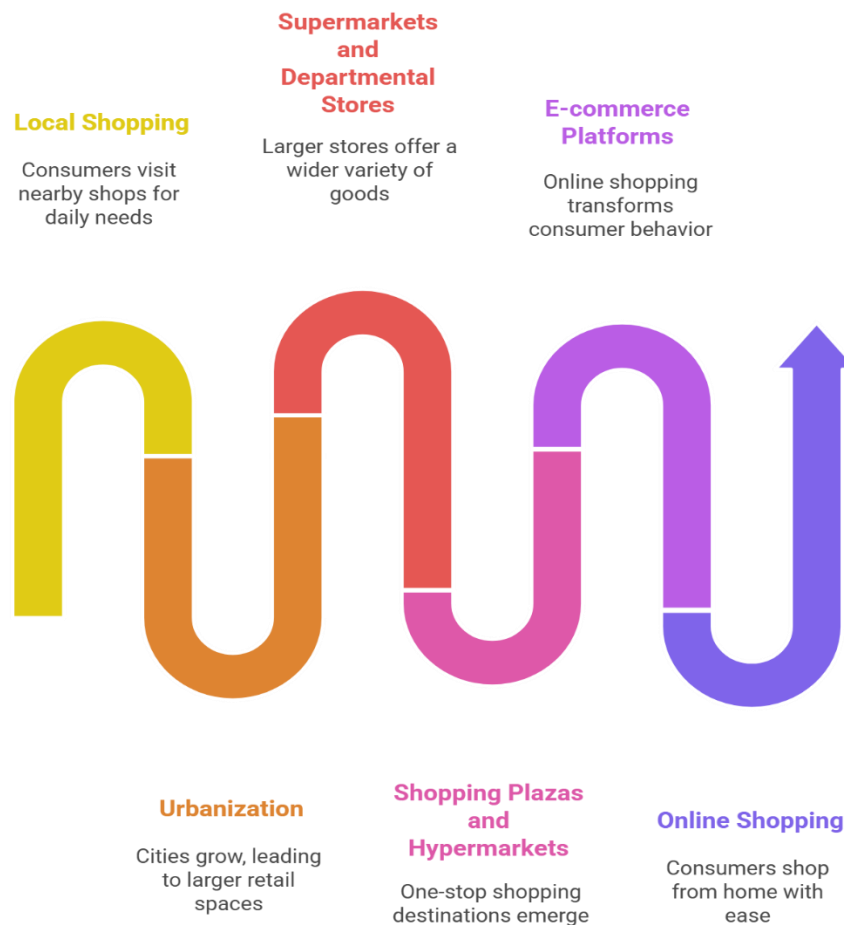 Local Shopping
Consumers visit
nearby shops for
daily needs
Urbanization
Cities grow, leading
to larger retail
spaces
Supermarkets
and
Departmental
Stores
Larger stores offer a
wider variety of
goods
Shopping Plazas
and
Hypermarkets
One-stop shopping
destinations emerge
E-commerce
Platforms
Online shopping
transforms
consumer behavior
Online Shopping
Consumers shop
from home with
ease